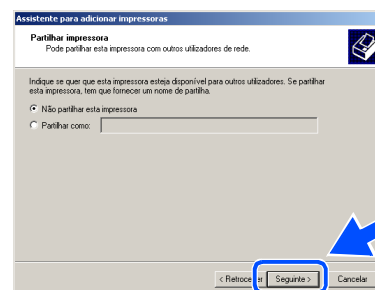 Assistente para adicionar impressoras
Partilhar impressora
Pode partilhar esta impressora com outros utilizadores de rede.
Indique se quer que esta impressora esteja disponível para outros utilizadores. Se partilhar
esta impressora, tem que fornecer um nome de partilha.
Não partilhar esta impressora
Partilhar como:
< Retroceder
Seguinte >
Cancelar